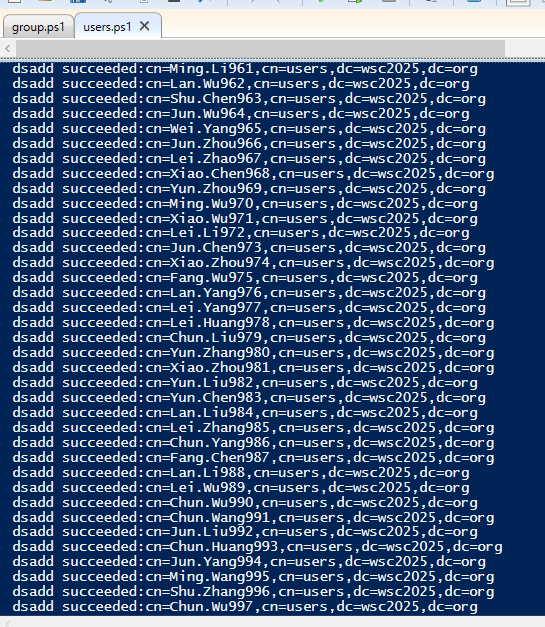 group.ps1 users.ps1
dsadd succeeded:cn=Ming.Li961,cn=users,dc=wsc2025,dc=org
dsadd succeeded:cn=Lan.Wu962,cn=users,dc=wsc2025,dc=org
dsadd succeeded:cn=Shu.Chen963,cn=users,dc=wsc2025,dc=org
dsadd succeeded:cn=Jun.Wu964,cn=users,dc=wsc2025,dc=org
dsadd succeeded:cn=Wei.Yang965,cn=users,dc=wsc2025,dc=org
dsadd succeeded:cn=Jun.Zhou966,cn=users,dc=wsc2025,dc=org
dsadd succeeded:cn=Lei.Zhao967,cn=users,dc=wsc2025,dc=org
dsadd succeeded:cn=Xiao.Chen968,cn=users,dc=wsc2025,dc=org
dsadd succeeded:cn=Yun.Zhou969,cn=users,dc=wsc2025,dc=org
dsadd succeeded:cn=Ming.Wu970,cn=users,dc=wsc2025,dc=org
dsadd succeeded:cn=Xiao.Wu971,cn=users,dc=wsc2025,dc=org
dsadd succeeded:cn=Lei.Li972,cn=users,dc=wsc2025,dc=org
dsadd succeeded:cn=Jun.Chen973,cn=users,dc=wsc2025,dc=org
dsadd succeeded:cn=Xiao.Zhou974,cn=users,dc=wsc2025,dc=org
dsadd succeeded:cn=Fang.Wu975,cn=users,dc=wsc2025,dc=org
dsadd succeeded:cn=Lan.Yang976,cn=users,dc=wsc2025,dc=org
dsadd succeeded:cn=Lei.Yang977,cn=users,dc=wsc2025,dc=org
dsadd succeeded:cn=Lei.Huang978,cn=users,dc=wsc2025,dc=org
dsadd succeeded:cn=Chun.Liu979,cn=users,dc=wsc2025,dc=org
dsadd succeeded:cn=Yun.Zhang980,cn=users,dc=wsc2025,dc=org
dsadd succeeded:cn=Xiao.Zhou981,cn=users,dc=wsc2025,dc=org
dsadd succeeded:cn=Yun.Liu982,cn=users,dc=wsc2025,dc=org
dsadd succeeded:cn=Yun.Chen983,cn=users,dc=wsc2025,dc=org
dsadd succeeded:cn=Lan.Liu984,cn=users,dc=wsc2025,dc=org
dsadd succeeded:cn=Lei.Zhang985,cn=users,dc=wsc2025,dc=org
dsadd succeeded:cn=Chun.Yang986,cn=users,dc=wsc2025,dc=org
dsadd succeeded:cn=Fang.Chen987,cn=users,dc=wsc2025,dc=org
dsadd succeeded:cn=Lan.Li988,cn=users,dc=wsc2025,dc=org
dsadd succeeded:cn=Lei.Wu989,cn=users,dc=wsc2025,dc=org
dsadd succeeded:cn=Chun.Wu990,cn=users,dc=wsc2025,dc=org
dsadd succeeded:cn=Chun.Wang991,cn=users,dc=wsc2025,dc=org
dsadd succeeded:cn=Jun.Liu992,cn=users,dc=wsc2025,dc=org
dsadd succeeded:cn=Chun.Huang993,cn=users,dc=wsc2025,dc=org
dsadd succeeded:cn=Jun.Yang994,cn=users,dc=wsc2025,dc=org
dsadd succeeded:cn=Ming.Wang995,cn=users,dc=wsc2025,dc=org
dsadd succeeded:cn=Shu.Zhang996,cn=users,dc=wsc2025,dc=org
dsadd succeeded:cn=Chun.Wu997,cn=users,dc=wsc2025,dc=org